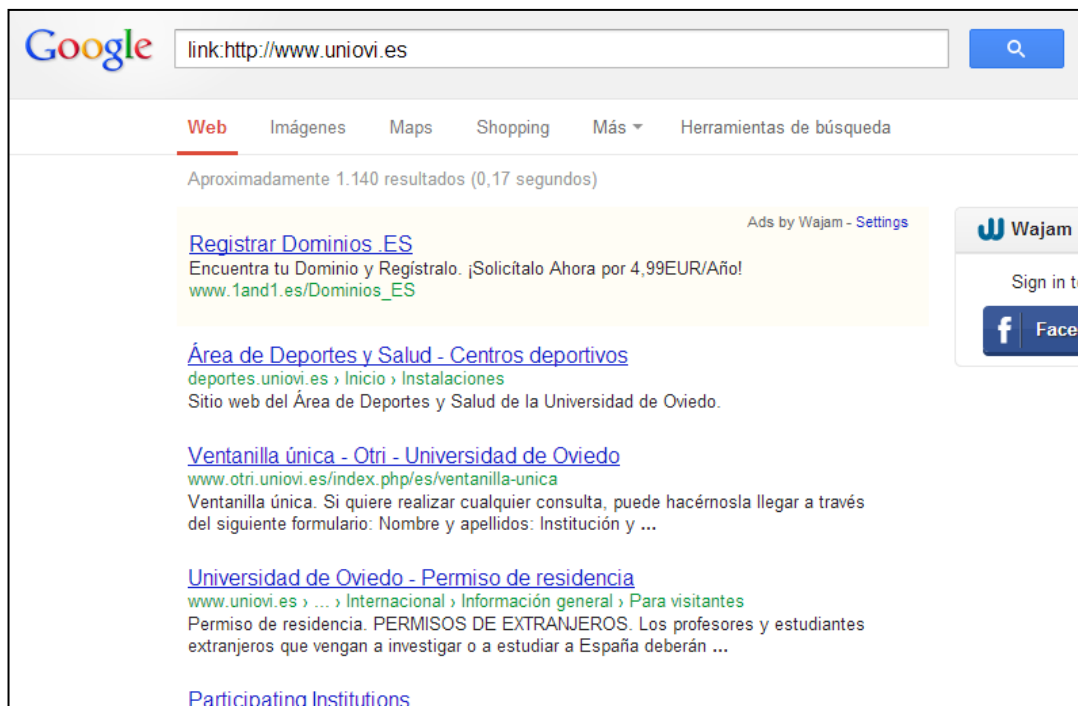 Google
link:http://www.uniovi.es
Web Imágenes Maps Shopping Más Herramientas de búsqueda
Aproximadamente 1.140 resultados (0,17 segundos)
Ads by Wajam - Settings
Registrar Dominios .ES
Encuentra tu Dominio y Regístralo. ¡Solicítalo Ahora por 4,99EUR/Año!
www.1and1.es/Dominios_ES
Wajam
Sign in t
f Face
Área de Deportes y Salud - Centros deportivos
deportes.uniovi.es › Inicio › Instalaciones
Sitio web del Área de Deportes y Salud de la Universidad de Oviedo.
Ventanilla única - Otri - Universidad de Oviedo
www.otri.uniovi.es/index.php/es/ventanilla-unica
Ventanilla única. Si quiere realizar cualquier consulta, puede hacérnosla llegar a través
del siguiente formulario: Nombre y apellidos: Institución y ...
Universidad de Oviedo - Permiso de residencia
www.uniovi.es › ... › Internacional › Información general › Para visitantes
Permiso de residencia. PERMISOS DE EXTRANJEROS. Los profesores y estudiantes
extranjeros que vengan a investigar o a estudiar a España deberán ...
Participating Institutions